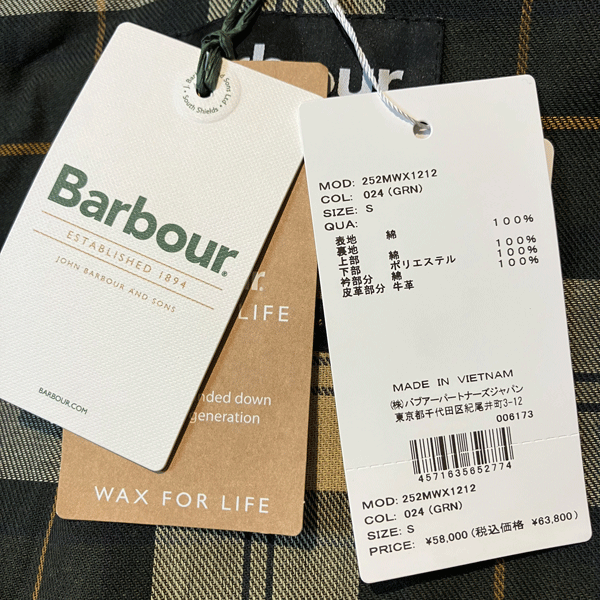 Barbour
J. Barbour & Sons Ltd
South Shields
Barbour
ESTABLISHED 1894
JOHN BARBOUR AND SONS
BARBOUR.COM
WAX FOR LIFE
MOD: 252MWX1212
COL: 024 (GRN)
SIZE: S
QUA:
表地 綿 100%
裏地
上部 綿 100%
下部 ポリエステル 100%
衿部分 綿 100%
皮革部分 牛革
MADE IN VIETNAM
(株)バブアーパートナーズジャパン
東京都千代田区紀尾井町3-12
006173
4571635652774
MOD: 252MWX1212
COL: 024 (GRN)
SIZE: S
PRICE: ¥58,000(税込価格 ¥63,800)